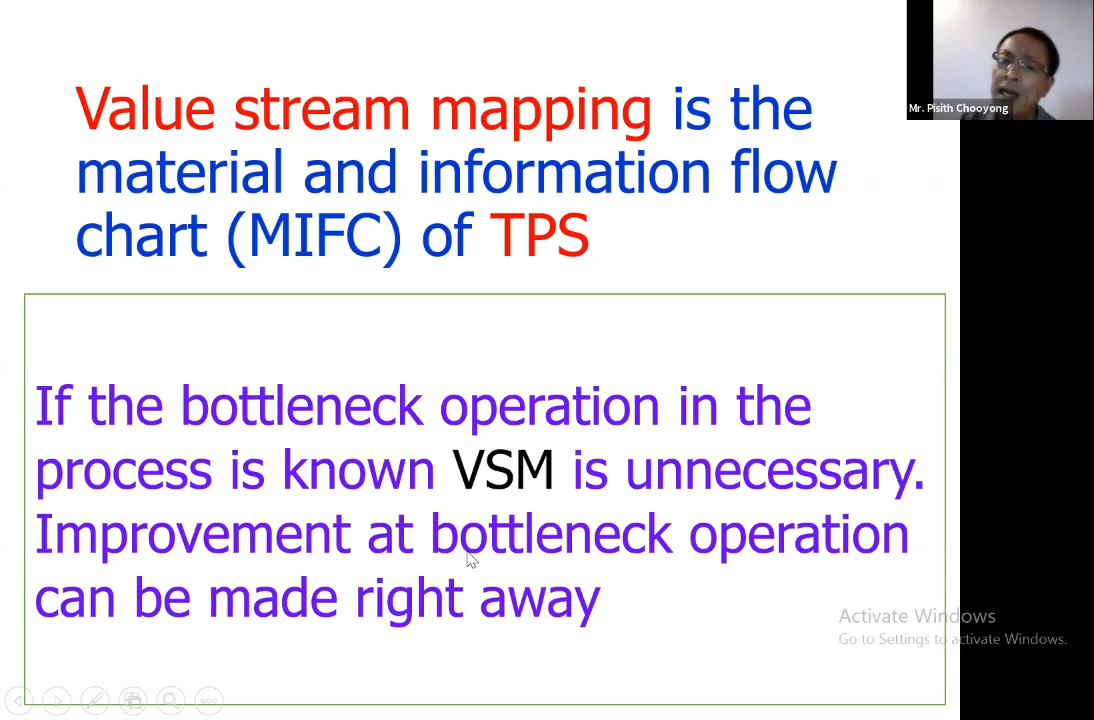 Value stream mapping is the
material and information flow
chart (MIFC) of TPS
Mr. Pisith Chooyong
If the bottleneck operation in the
process is known VSM is unnecessary.
Improvement at bottleneck operation
can be made right away
Activate Windows
Go to Settings to activate Windows.